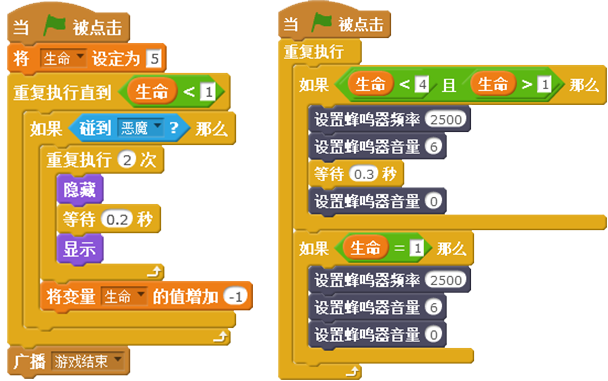 当 被点击
将 生命 设定为 5
重复执行直到 生命 < 1
如果 碰到 恶魔 ? 那么
重复执行 2 次
隐藏
等待 0.2 秒
显示
将变量 生命 的值增加 -1
广播 游戏结束
当 被点击
重复执行
如果 生命 < 4 且 生命 > 1 那么
设置蜂鸣器频率 2500
设置蜂鸣器音量 6
等待 0.3 秒
设置蜂鸣器音量 0
如果 生命 = 1 那么
设置蜂鸣器频率 2500
设置蜂鸣器音量 6
设置蜂鸣器音量 0